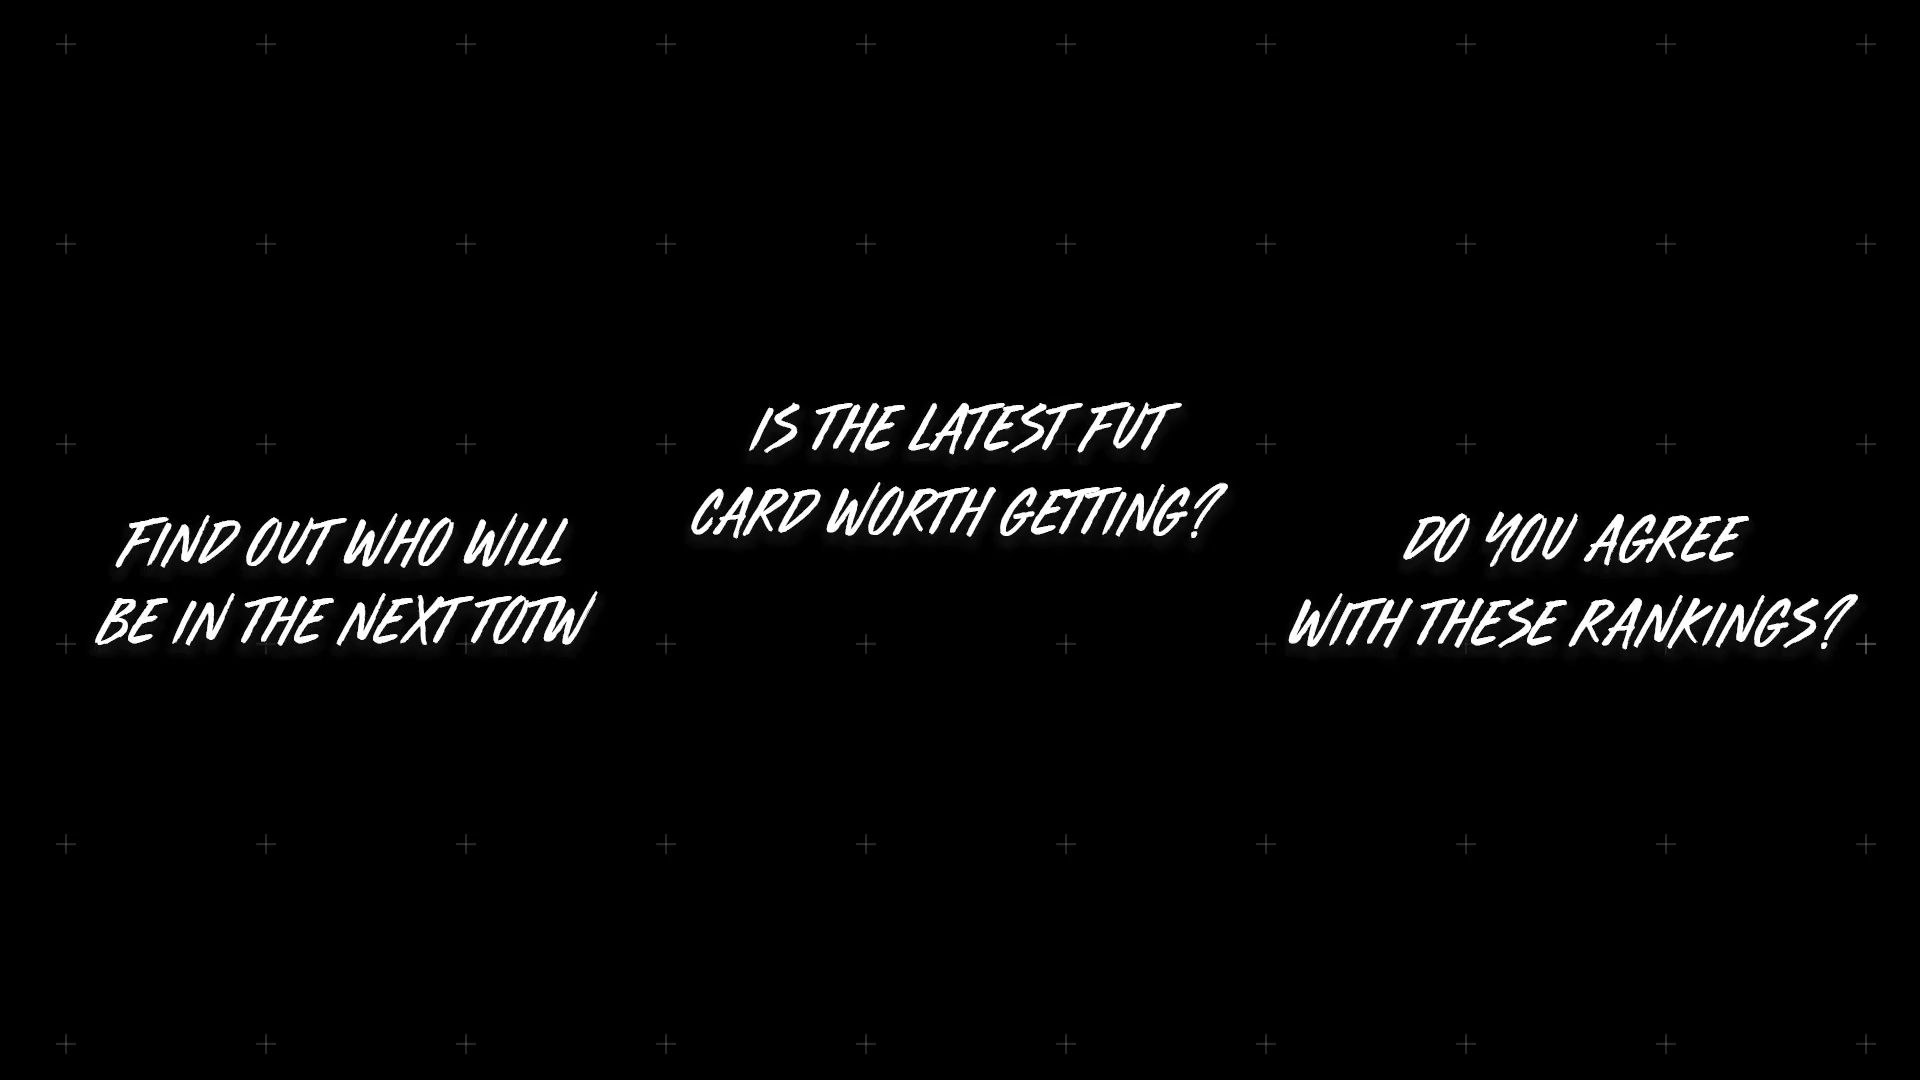 FIND OUT WHO WILL
BE IN THE NEXT TOTW
IS THE LATEST FUT
CARD WORTH GETTING?
DO YOU AGREE
WITH THESE RANKINGS?